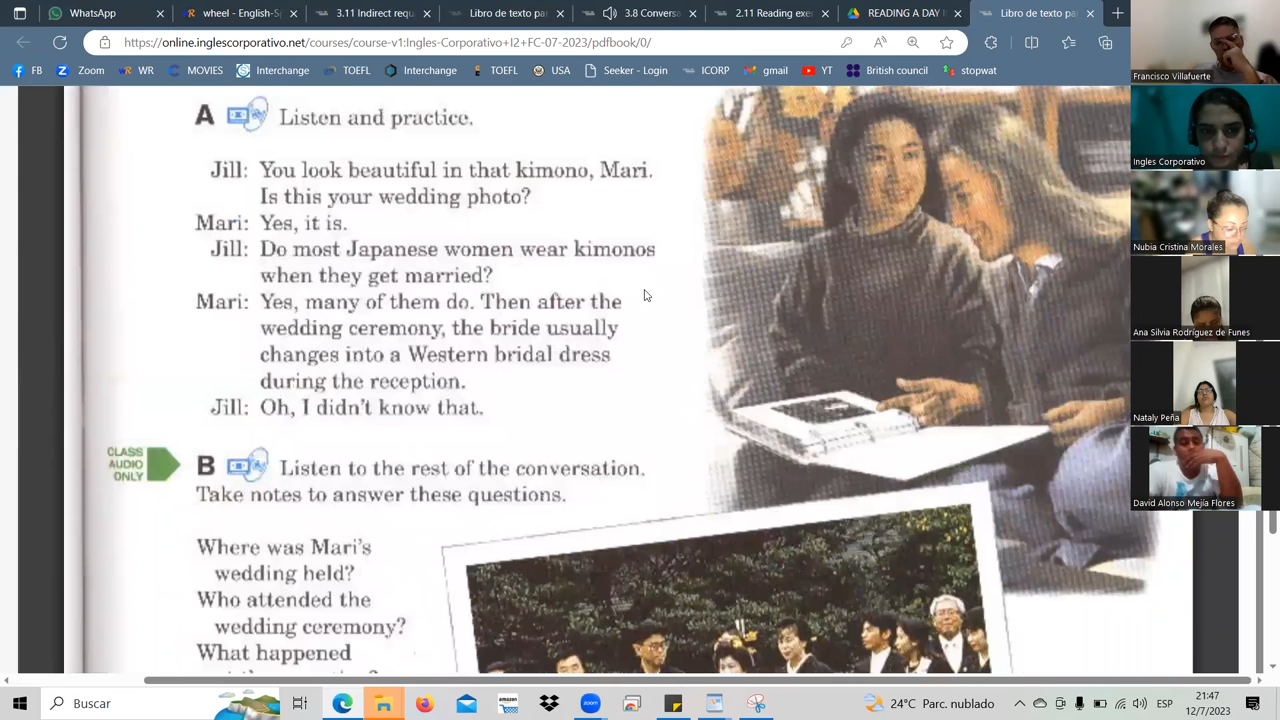 WhatsApp
wheel - English-S
3.11 Indirect requ
Libro de texto pa
3.8 Conversa
2.11 Reading exe
READING A DAY I
Libro de texto pa
https://online.inglescorporativo.net/courses/course-v1:Ingles-Corporativo+I2+FC-07-2023/pdfbook/0/
FB
Zoom
WR
MOVIES
Interchange
TOEFL
Interchange
TOEFL
USA
Seeker - Login
ICORP
gmail
YT
British council
stopwat
A Listen and practice.
Jill: You look beautiful in that kimono, Mari.
Is this your wedding photo?
Mari: Yes, it is.
Jill: Do most Japanese women wear kimonos
when they get married?
Mari: Yes, many of them do. Then after the
wedding ceremony, the bride usually
changes into a Western bridal dress
during the reception.
Jill: Oh, I didn't know that.
CLASS
AUDIO
ONLY
B Listen to the rest of the conversation.
Take notes to answer these questions.
Where was Mari's
wedding held?
Who attended the
wedding ceremony?
What happened
Francisco Villafuerte
Ingles Corporativo
Nubia Cristina Morales
Ana Silvia Rodríguez de Funes
Nataly Peña
David Alonso Mejía Flores
Buscar
amazon
24°C Parc. nublado
ESP
21:47
12/7/2023